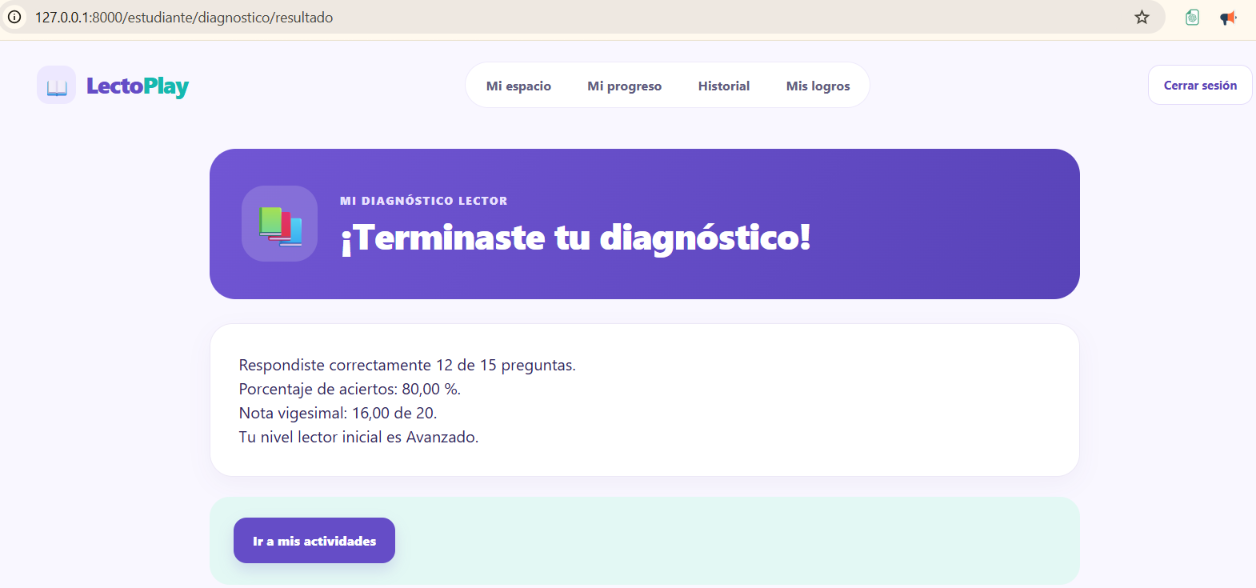 127.0.0.1:8000/estudiante/diagnostico/resultado
LectoPlay
Mi espacio
Mi progreso
Historial
Mis logros
Cerrar sesión
MI DIAGNÓSTICO LECTOR
¡Terminaste tu diagnóstico!
Respondiste correctamente 12 de 15 preguntas.
Porcentaje de aciertos: 80,00 %.
Nota vigesimal: 16,00 de 20.
Tu nivel lector inicial es Avanzado.
Ir a mis actividades